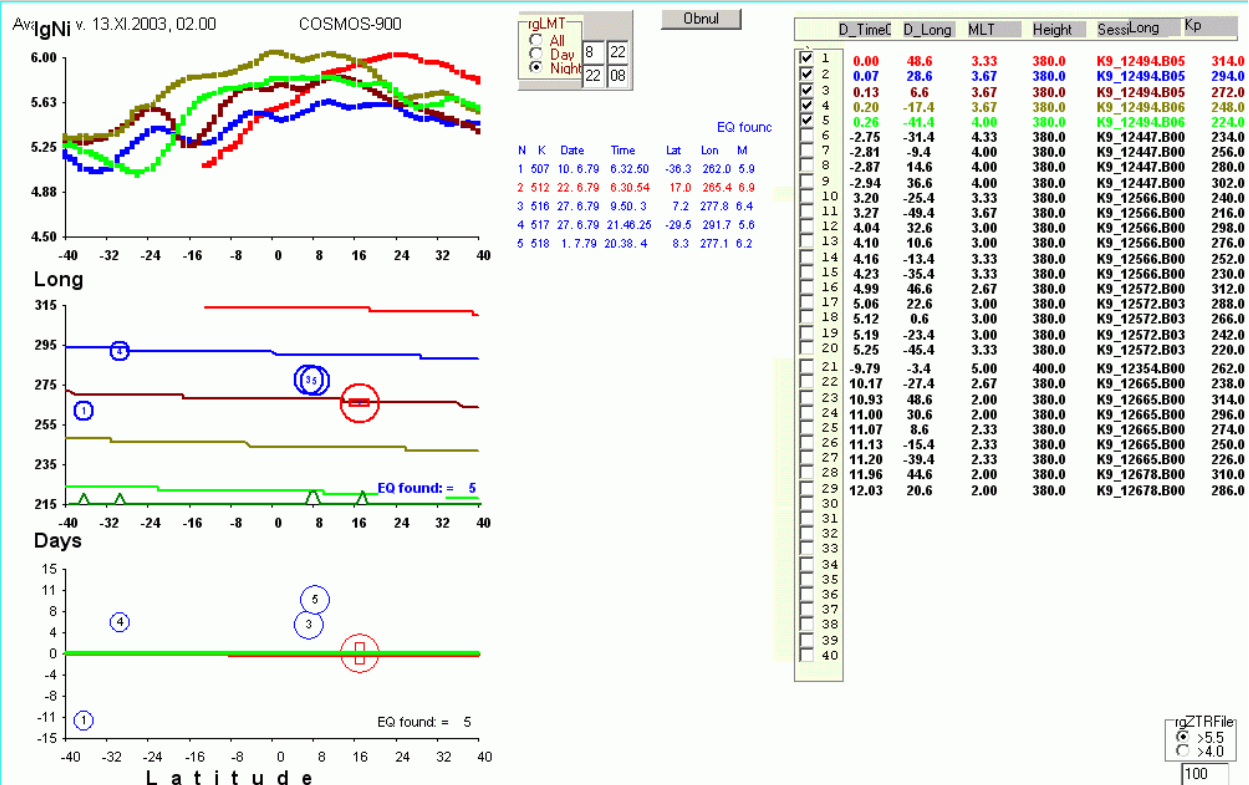 Ava v. 13.XI.2003, 02.00 COSMOS-900
lgNi
6.00
5.63
5.25
4.88
4.50
-40 -32 -24 -16 -8 0 8 16 24 32 40
Long
315
295
275
255
235
215
4
35
1
EQ found: = 5
-40 -32 -24 -16 -8 0 8 16 24 32 40
Days
15
11
8
4
0
-4
-8
-11
-15
5
4
3
1
EQ found: = 5
-40 -32 -24 -16 -8 0 8 16 24 32 40
Latitude
rgLMT
All
Day
Night
8 22
22 08
Obnul
EQ found
N K Date Time Lat Lon M
1 507 10. 6.79 6.32.50 -36.3 262.0 5.9
2 512 22. 6.79 6.30.54 17.0 265.4 6.9
3 516 27. 6.79 9.50. 3 7.2 277.8 6.4
4 517 27. 6.79 21.46.25 -29.5 291.7 5.6
5 518 1. 7.79 20.38. 4 8.3 277.1 6.2
D_Time D_Long MLT Height Sessi Long Kp
1 0.00 48.6 3.33 380.0 K9_12494.B05 314.0
2 0.07 28.6 3.67 380.0 K9_12494.B05 294.0
3 0.13 6.6 3.67 380.0 K9_12494.B05 272.0
4 0.20 -17.4 3.67 380.0 K9_12494.B06 248.0
5 0.26 -41.4 4.00 380.0 K9_12494.B06 224.0
6 -2.75 -31.4 4.33 380.0 K9_12447.B00 234.0
7 -2.81 -9.4 4.00 380.0 K9_12447.B00 256.0
8 -2.87 14.6 4.00 380.0 K9_12447.B00 280.0
9 -2.94 36.6 4.00 380.0 K9_12447.B00 302.0
10 3.20 -25.4 3.33 380.0 K9_12566.B00 240.0
11 3.27 -49.4 3.67 380.0 K9_12566.B00 216.0
12 4.04 32.6 3.00 380.0 K9_12566.B00 298.0
13 4.10 10.6 3.00 380.0 K9_12566.B00 276.0
14 4.16 -13.4 3.33 380.0 K9_12566.B00 252.0
15 4.23 -35.4 3.33 380.0 K9_12566.B00 230.0
16 4.99 46.6 2.67 380.0 K9_12572.B00 312.0
17 5.06 22.6 3.00 380.0 K9_12572.B03 288.0
18 5.12 0.6 3.00 380.0 K9_12572.B03 266.0
19 5.19 -23.4 3.00 380.0 K9_12572.B03 242.0
20 5.25 -45.4 3.33 380.0 K9_12572.B03 220.0
21 -9.79 -3.4 5.00 400.0 K9_12354.B00 262.0
22 10.17 -27.4 2.67 380.0 K9_12665.B00 238.0
23 10.93 48.6 2.00 380.0 K9_12665.B00 314.0
24 11.00 30.6 2.00 380.0 K9_12665.B00 296.0
25 11.07 8.6 2.33 380.0 K9_12665.B00 274.0
26 11.13 -15.4 2.33 380.0 K9_12665.B00 250.0
27 11.20 -39.4 2.33 380.0 K9_12665.B00 226.0
28 11.96 44.6 2.00 380.0 K9_12678.B00 310.0
29 12.03 20.6 2.00 380.0 K9_12678.B00 286.0
30
31
32
33
34
35
36
37
38
39
40
rgZTRFile
>5.5
>4.0
100